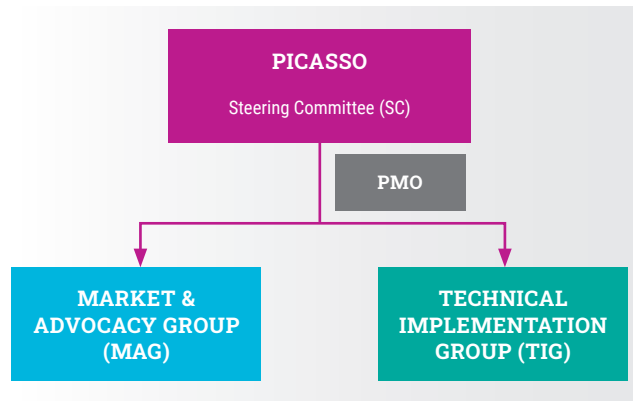 PICASSO
Steering Committee (SC)
PMO
MARKET &
ADVOCACY GROUP
(MAG)
TECHNICAL
IMPLEMENTATION
GROUP (TIG)